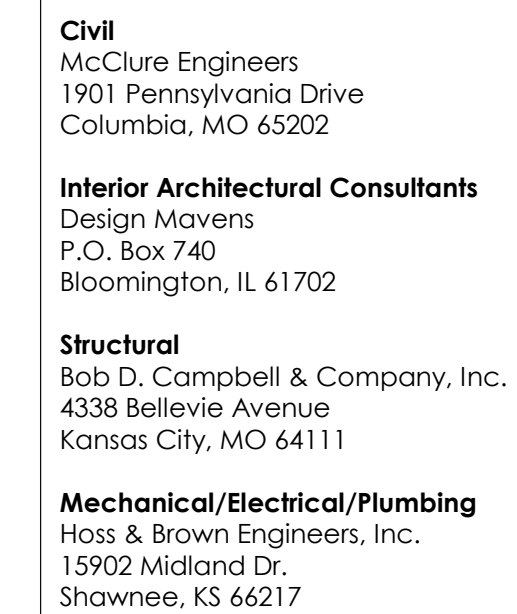 Civil
McClure Engineers
1901 Pennsylvania Drive
Columbia, MO 65202
Interior Architectural Consultants
Design Mavens
P.O. Box 740
Bloomington, IL 61702
Structural
Bob D. Campbell & Company, Inc.
4338 Bellevie Avenue
Kansas City, MO 64111
Mechanical/Electrical/Plumbing
Hoss & Brown Engineers, Inc.
15902 Midland Dr.
Shawnee, KS 66217